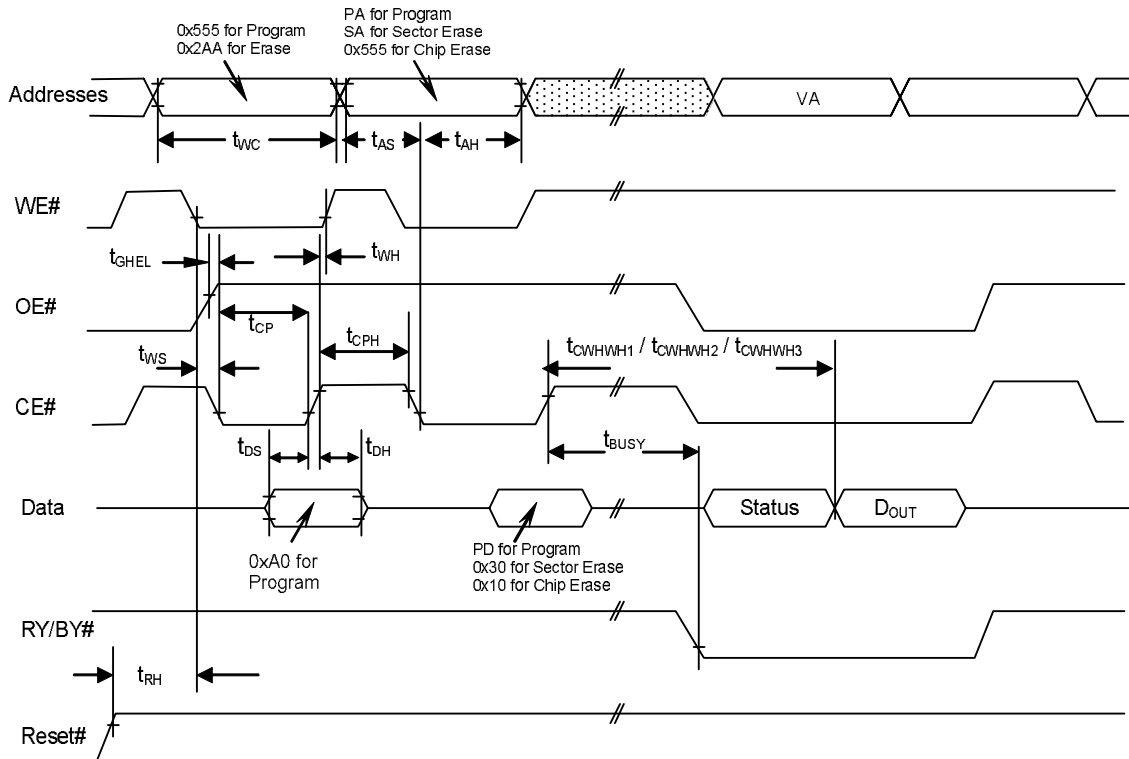 0x555 for Program
0x2AA for Erase
PA for Program
SA for Sector Erase
0x555 for Chip Erase
Addresses
VA
tWC
tAS
tAH
WE#
tGHEL
tWH
OE#
tCP
tCPH
tWS
tCWHWH1 / tCWHWH2 / tCWHWH3
CE#
tDS
tDH
tBUSY
Data
Status
DOUT
0xA0 for
Program
PD for Program
0x30 for Sector Erase
0x10 for Chip Erase
RY/BY#
tRH
Reset#